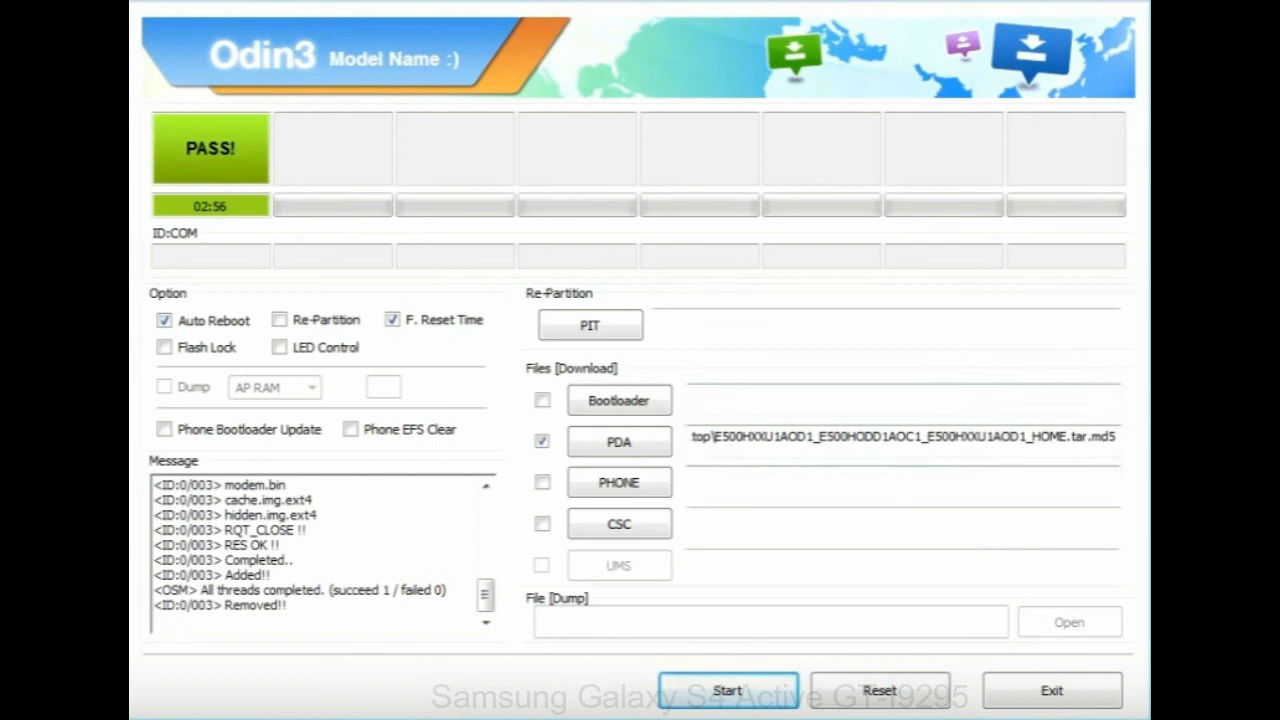 Odin3 Model Name :)
PASS!
02:56
ID:COM
Option
Auto Reboot
Re-Partition
F. Reset Time
Flash Lock
LED Control
Dump
AP RAM
Phone Bootloader Update
Phone EFS Clear
Message
<ID:0/003> modem.bin
<ID:0/003> cache.img.ext4
<ID:0/003> hidden.img.ext4
<ID:0/003> RQT_CLOSE !!
<ID:0/003> RES OK !!
<ID:0/003> Completed..
<ID:0/003> Added!!
<OSM> All threads completed. (succeed 1 / failed 0)
<ID:0/003> Removed!!
Re-Partition
PIT
Files [Download]
Bootloader
PDA
top\E500HXXU1AOD1_E500HODD1AOC1_E500HXXU1AOD1_HOME.tar.md5
PHONE
CSC
UMS
File [Dump]
Open
Start
Reset
Exit
Samsung Galaxy S4 Active GT-I9295